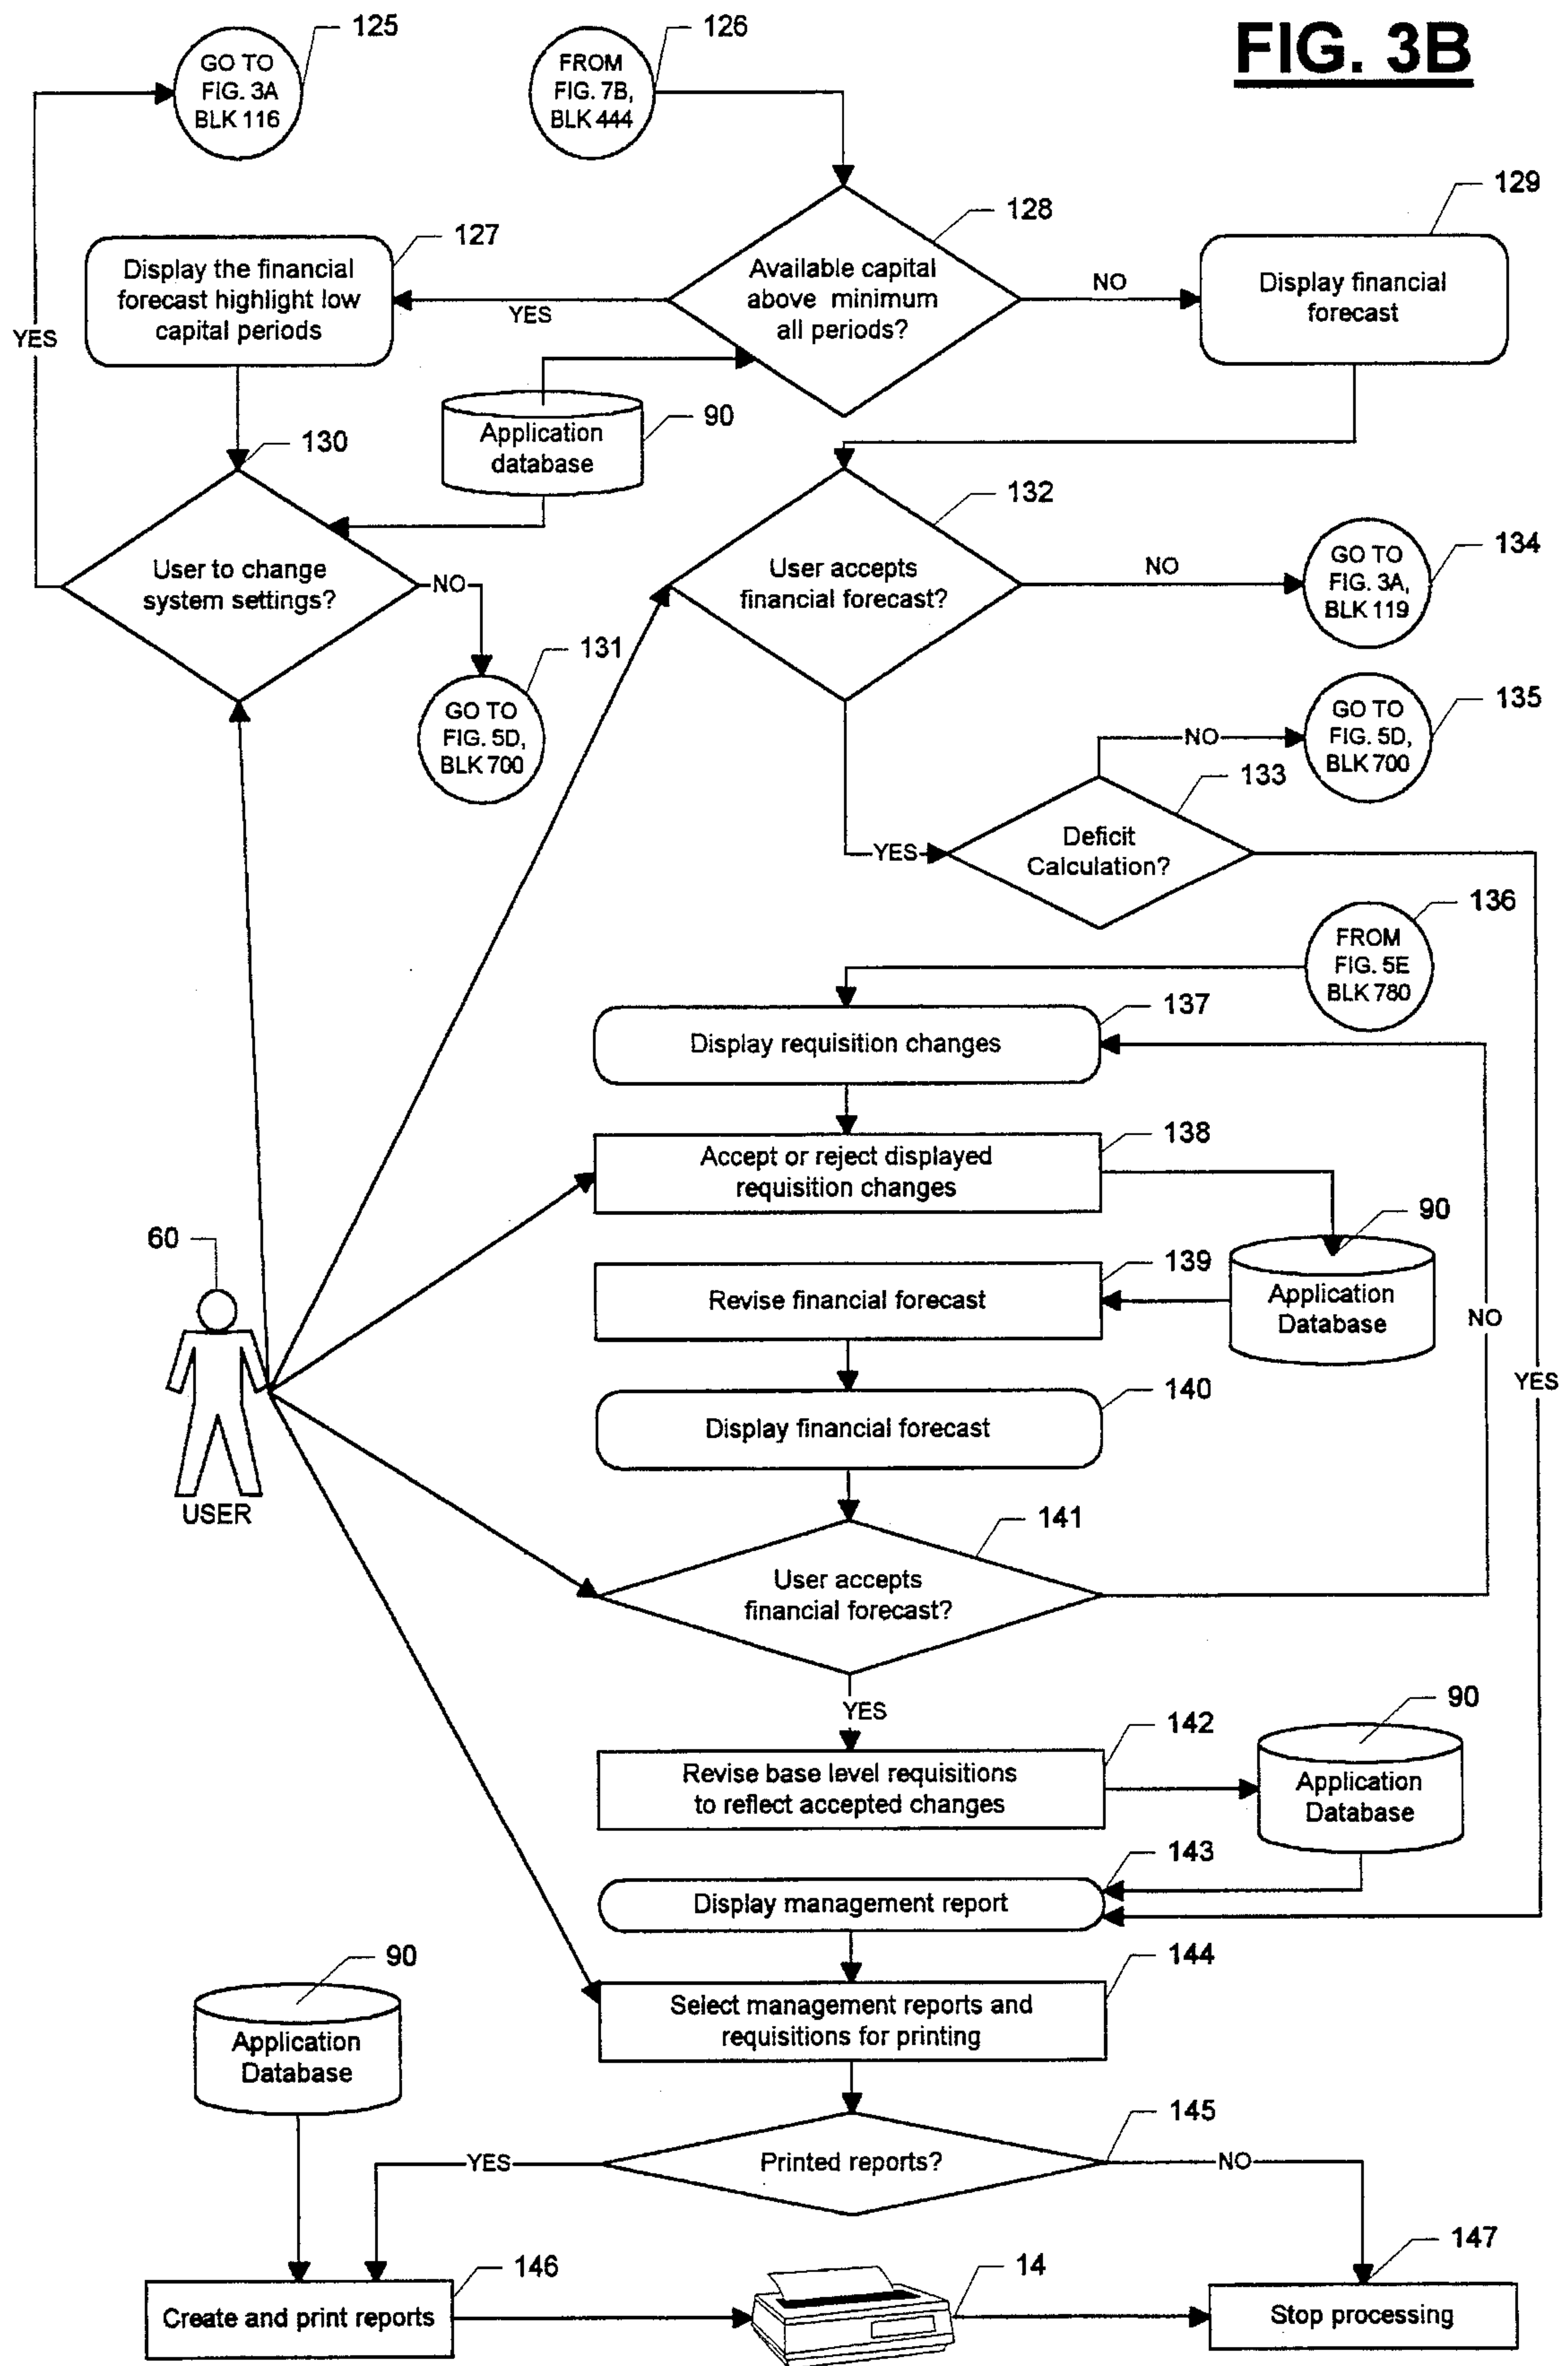 125
126
FIG. 3B
GO TO
FIG. 3A
BLK 116
FROM
FIG. 7B,
BLK 444
129
128
127
Display the financial
forecast highlight low
capital periods
YES
Available capital
above minimum
all periods?
NO
Display financial
forecast
YES
90
Application
database
130
132
User to change
system settings?
NO
User accepts
financial forecast?
NO
GO TO
FIG. 3A,
BLK 119
134
131
GO TO
FIG. 5D,
BLK 700
GO TO
FIG. 5D,
BLK 700
135
NO
133
YES
Deficit
Calculation?
136
FROM
FIG. 5E
BLK 780
137
Display requisition changes
138
Accept or reject displayed
requisition changes
90
60
139
Revise financial forecast
Application
Database
NO
YES
140
Display financial forecast
USER
141
User accepts
financial forecast?
YES
90
142
Revise base level requisitions
to reflect accepted changes
Application
Database
143
Display management report
90
144
Application
Database
Select management reports and
requisitions for printing
145
YES
Printed reports?
NO
146
14
147
Create and print reports
Stop processing